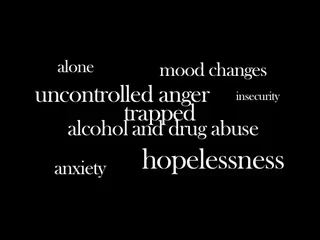 alone
mood changes
uncontrolled anger
insecurity
trapped
alcohol and drug abuse
anxiety
hopelessness